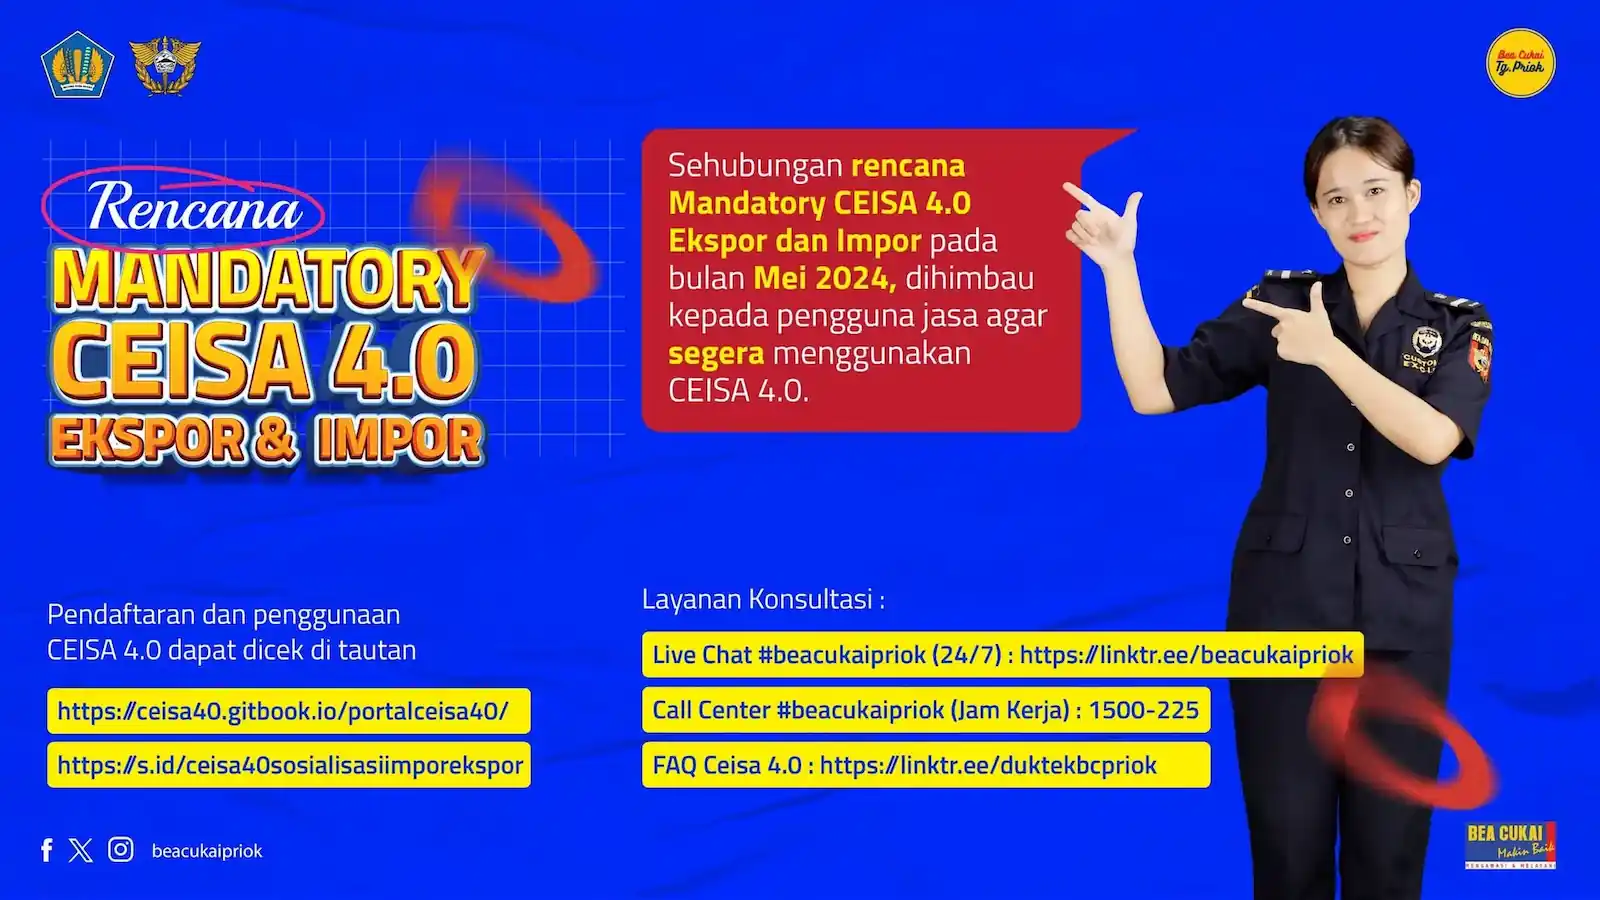 Bea Cukai
Tg. Priok
Rencana
MANDATORY
CEISA 4.0
EKSPOR & IMPOR
Sehubungan rencana
Mandatory CEISA 4.0
Ekspor dan Impor pada
bulan Mei 2024, dihimbau
kepada pengguna jasa agar
segera menggunakan
CEISA 4.0.
Pendaftaran dan penggunaan
CEISA 4.0 dapat dicek di tautan
https://ceisa40.gitbook.io/portalceisa40/
https://s.id/ceisa40sosialisasiimporekspor
Layanan Konsultasi :
Live Chat #beacukaipriok (24/7) : https://linktr.ee/beacukaipriok
Call Center #beacukaipriok (Jam Kerja) : 1500-225
FAQ Ceisa 4.0 : https://linktr.ee/duktekbcpriok
beacukaipriok
BEA CUKAI
Makin Baik
MENGAWASI & MELAYANI